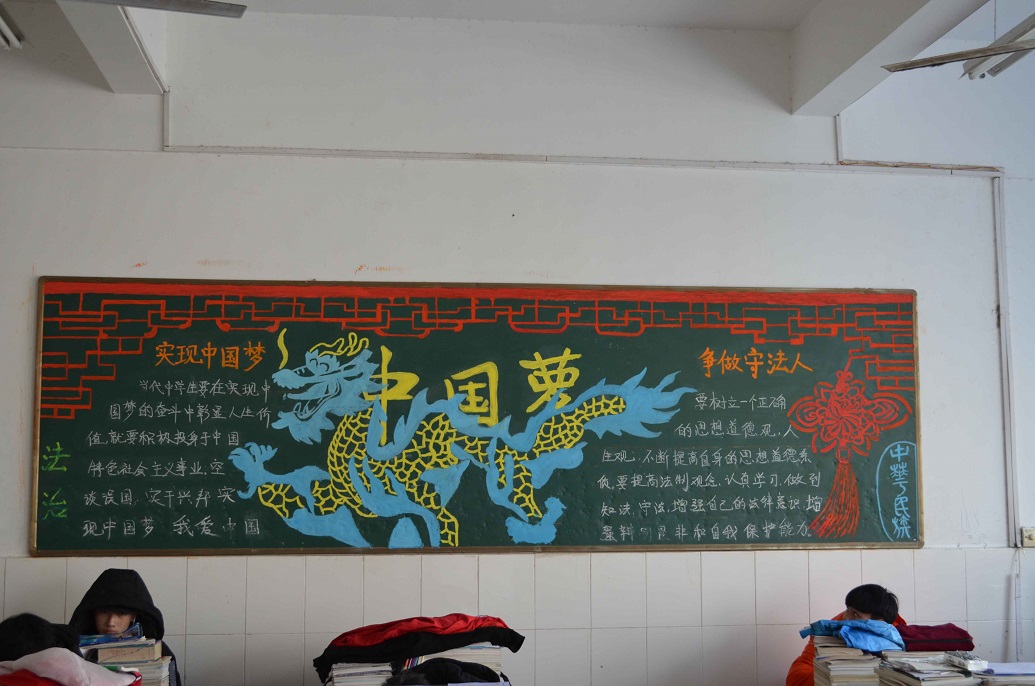 法治
实现中国梦
当代中学生要在实现中
国梦的奋斗中彰显人生价
值,就要积极投身于中国
特色社会主义事业,空
谈误国,实干兴邦 实
现中国梦 我爱中国
中国梦
争做守法人
要树立一个正确
的思想道德观,人
生观,不断提高自身的思想道德素
质,要提高法制观念,认真学习,做到
知法,守法,增强自己的法律意识,增
是非和自我保护能力。
中華民族